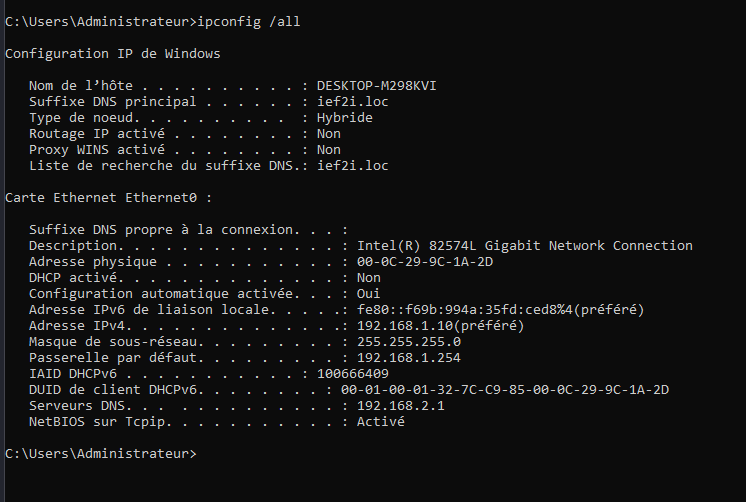 C:\Users\Administrateur>ipconfig /all
Configuration IP de Windows
Nom de l’hôte . . . . . . . . . . : DESKTOP-M298KVI
Suffixe DNS principal . . . . . . : ief2i.loc
Type de noeud. . . . . . . . . .  : Hybride
Routage IP activé . . . . . . . . : Non
Proxy WINS activé . . . . . . . . : Non
Liste de recherche du suffixe DNS.: ief2i.loc
Carte Ethernet Ethernet0 :
Suffixe DNS propre à la connexion. . . :
Description. . . . . . . . . . . . . . : Intel(R) 82574L Gigabit Network Connection
Adresse physique . . . . . . . . . . . : 00-0C-29-9C-1A-2D
DHCP activé. . . . . . . . . . . . . . : Non
Configuration automatique activée. . . : Oui
Adresse IPv6 de liaison locale. . . . .: fe80::f69b:994a:35fd:ced8%4(préféré)
Adresse IPv4. . . . . . . . . . . . . .: 192.168.1.10(préféré)
Masque de sous-réseau. . . . . . . . . : 255.255.255.0
Passerelle par défaut. . . . . . . . . : 192.168.1.254
IAID DHCPv6 . . . . . . . . . . . : 100666409
DUID de client DHCPv6. . . . . . . . : 00-01-00-01-32-7C-C9-85-00-0C-29-9C-1A-2D
Serveurs DNS. . .  . . . . . . . . . . : 192.168.2.1
NetBIOS sur Tcpip. . . . . . . . . . . : Activé
C:\Users\Administrateur>